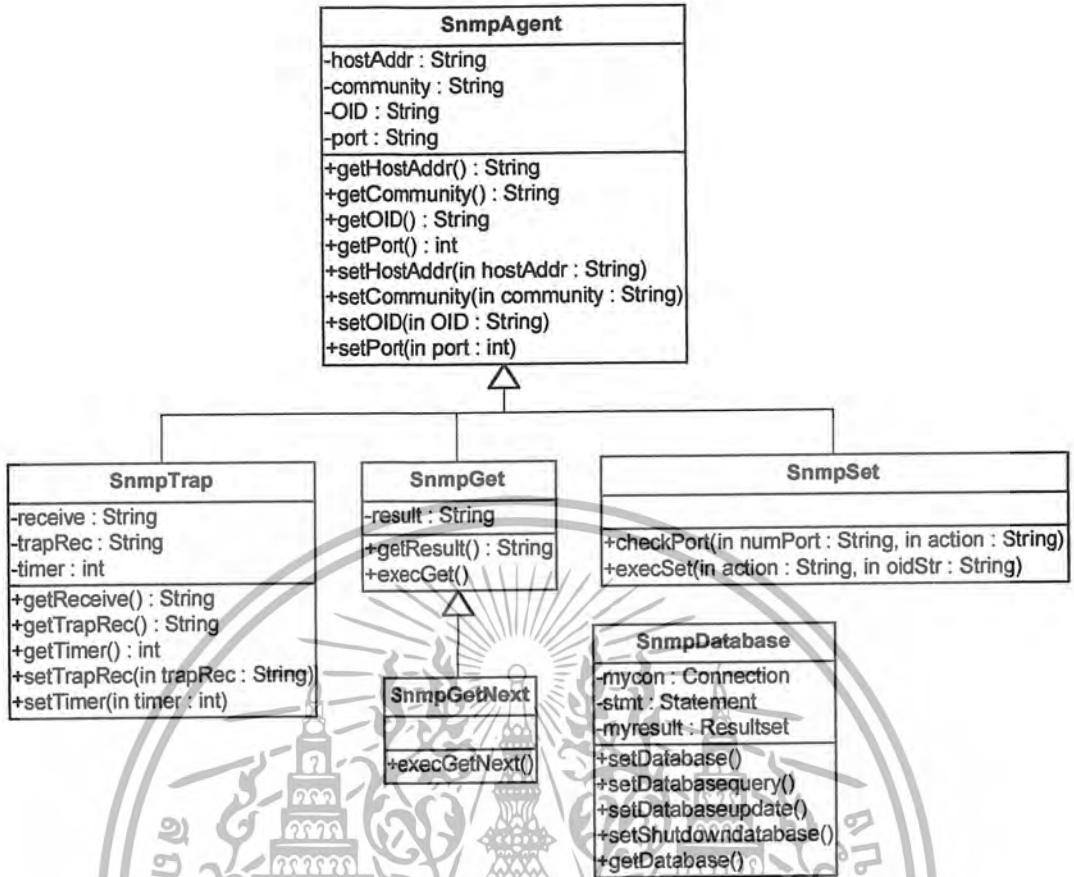 SnmpAgent
-hostAddr : String
-community : String
-OID : String
-port : String
+getHostAddr() : String
+getCommunity() : String
+getOID() : String
+getPort() : int
+setHostAddr(in hostAddr : String)
+setCommunity(in community : String)
+setOID(in OID : String)
+setPort(in port : int)
SnmpTrap
-receive : String
-trapRec : String
-timer : int
+getReceive() : String
+getTrapRec() : String
+getTimer() : int
+setTrapRec(in trapRec : String)
+setTimer(in timer : int)
SnmpGet
-result : String
+getResult() : String
+execGet()
SnmpSet
+checkPort(in numPort : String, in action : String)
+execSet(in action : String, in oidStr : String)
SnmpGetNext
+execGetNext()
SnmpDatabase
-mycon : Connection
-stmt : Statement
-myresult : Resultset
+setDatabase()
+setDatabasequery()
+setDatabaseupdate()
+setShutdowndatabase()
+getDatabase()